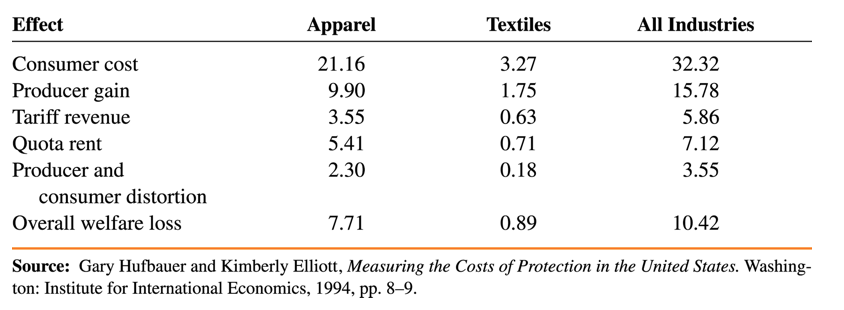 Effect Apparel Textiles All Industries
Consumer cost 21.16 3.27 32.32
Producer gain 9.90 1.75 15.78
Tariff revenue 3.55 0.63 5.86
Quota rent 5.41 0.71 7.12
Producer and 2.30 0.18 3.55
consumer distortion
Overall welfare loss 7.71 0.89 10.42
Source: Gary Hufbauer and Kimberly Elliott, Measuring the Costs of Protection in the United States. Washing-
ton: Institute for International Economics, 1994, pp. 8–9.